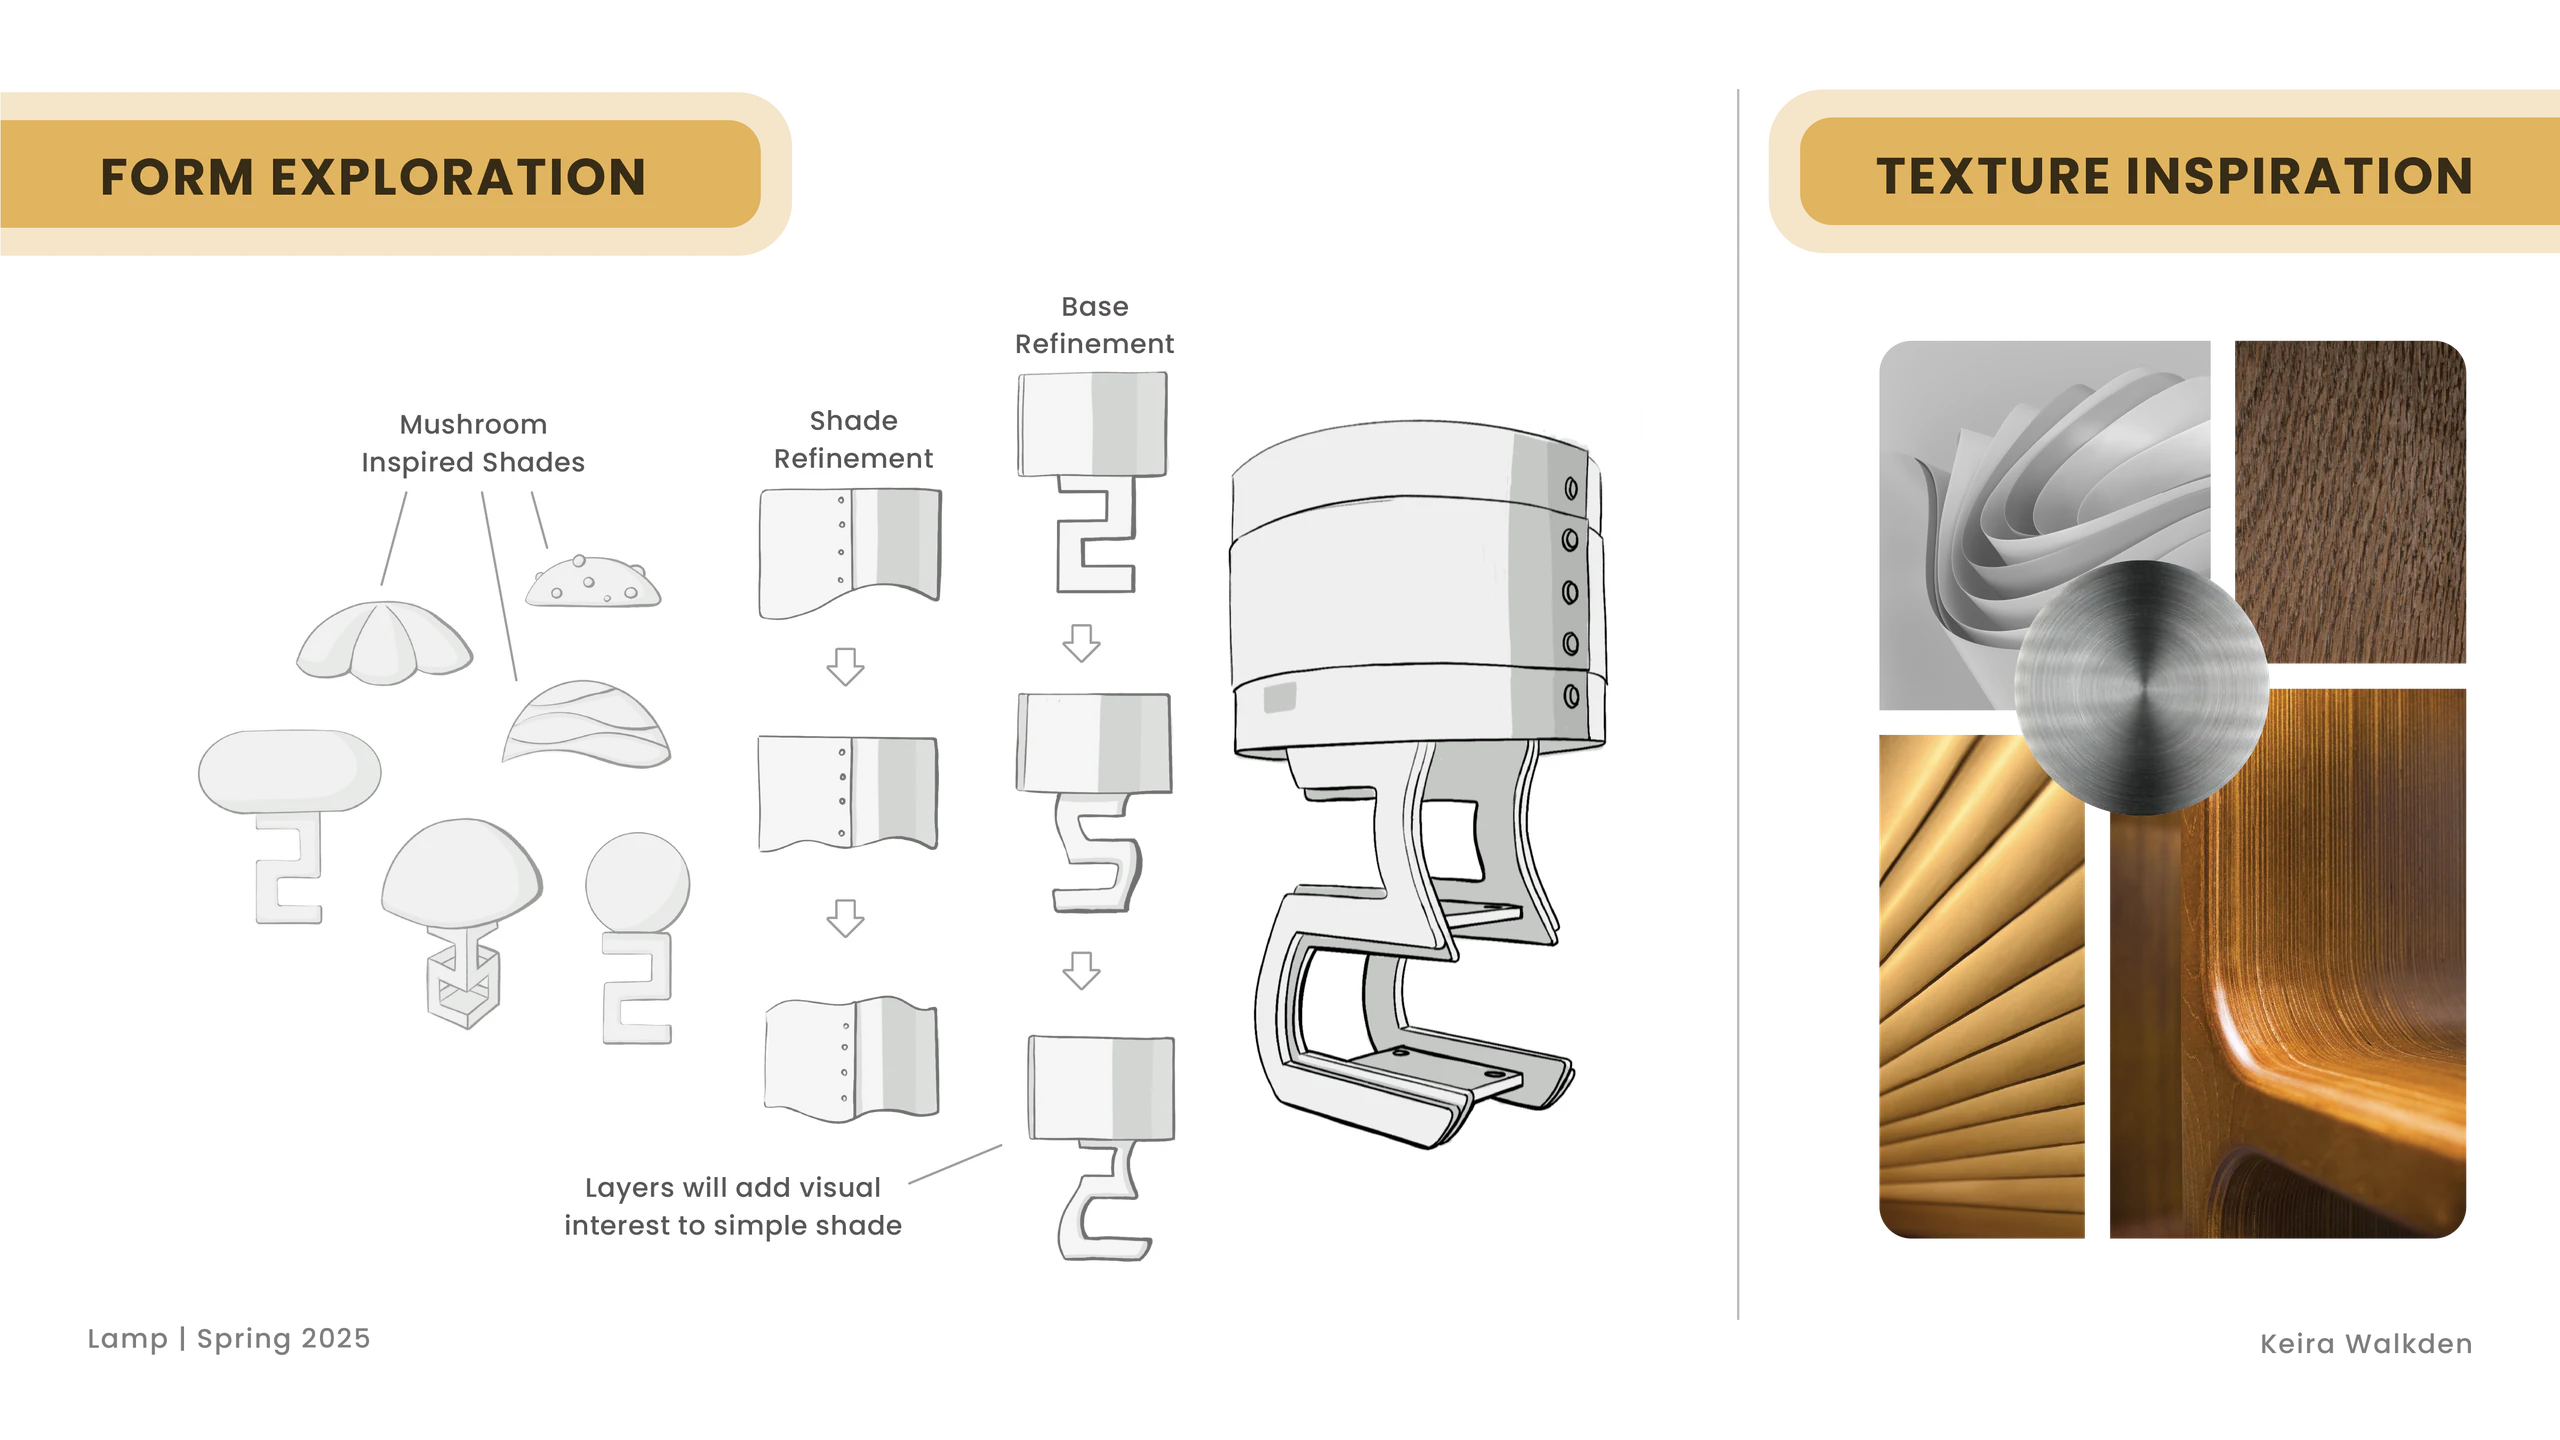 FORM EXPLORATION
TEXTURE INSPIRATION
Base
Refinement
Mushroom
Inspired Shades
Shade
Refinement
Layers will add visual
interest to simple shade
Lamp | Spring 2025
Keira Walkden